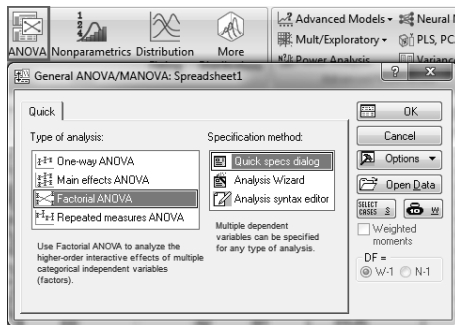 Advanced Models
Neural N
Mult/Exploratory
PLS, PC
ANOVA Nonparametrics Distribution More
Power Analysis
Variance
General ANOVA/MANOVA: Spreadsheet1
? x
Quick
OK
Type of analysis:
Specification method:
Cancel
One-way ANOVA
Quick specs dialog
Options
Main effects ANOVA
Analysis Wizard
Factorial ANOVA
Analysis syntax editor
Open Data
Repeated measures ANOVA
SELECT CASES S W
Use Factorial ANOVA to analyze the
higher-order interactive effects of multiple
categorical independent variables
(factors).
Multiple dependent
variables can be specified
for any type of analysis.
Weighted
moments
DF =
W-1 N-1